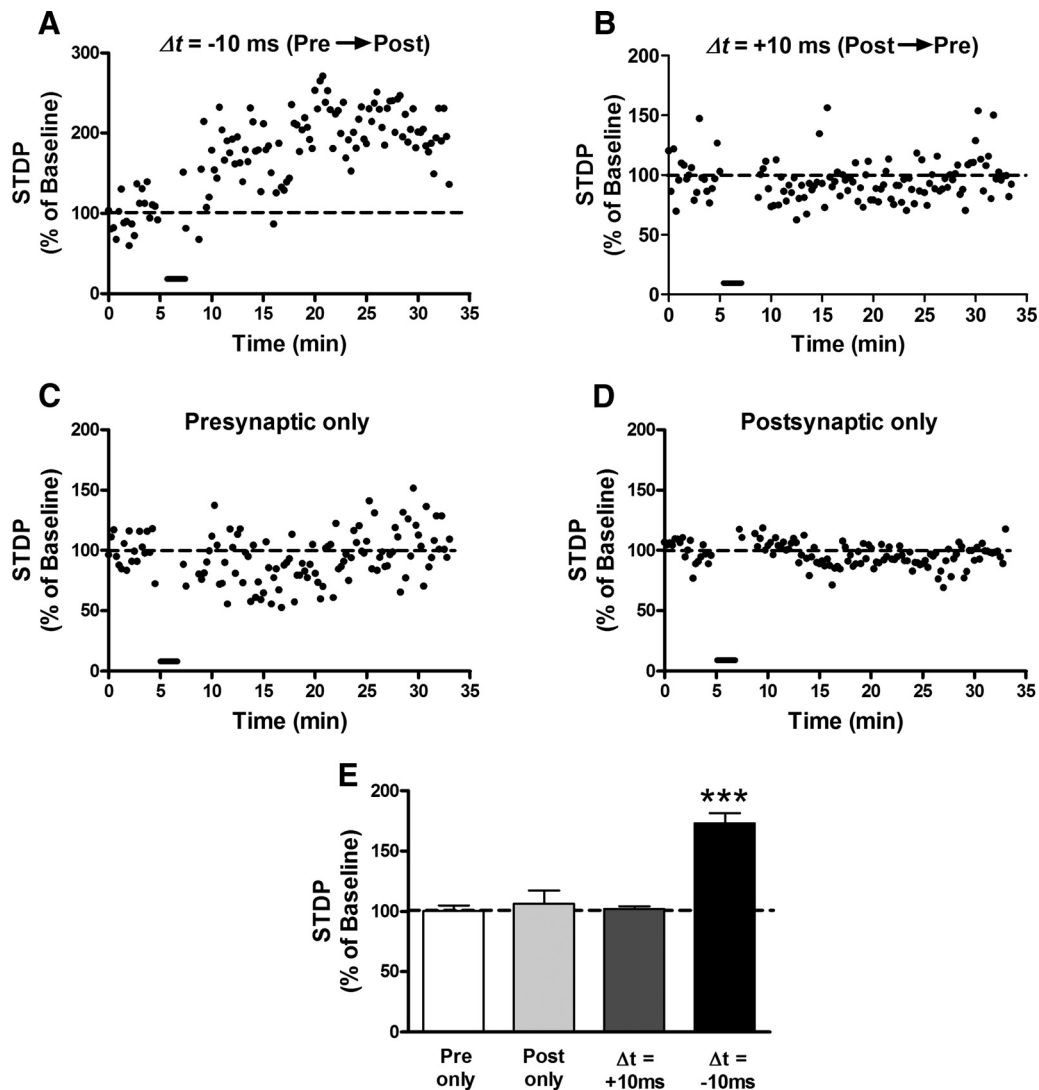 A
Δt = -10 ms (Pre → Post)
STDP
(% of Baseline)
300
200
100
0
0 5 10 15 20 25 30 35
Time (min)
B
Δt = +10 ms (Post → Pre)
STDP
(% of Baseline)
200
150
100
50
0
0 5 10 15 20 25 30 35
Time (min)
C
Presynaptic only
STDP
(% of Baseline)
200
150
100
50
0
0 5 10 15 20 25 30 35
Time (min)
D
Postsynaptic only
STDP
(% of Baseline)
200
150
100
50
0
0 5 10 15 20 25 30 35
Time (min)
E
STDP
(% of Baseline)
200
150
100
50
0
***
Pre
only
Post
only
Δt =
+10ms
Δt =
-10ms